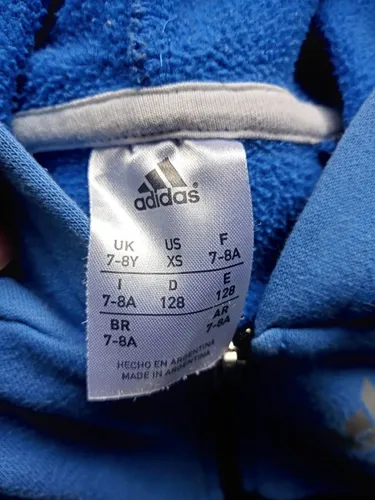 adidas
UK US F
7-8Y XS 7-8A
I D E
7-8A 128 128
BR AR
7-8A 7-8A
HECHO EN ARGENTINA
MADE IN ARGENTINA